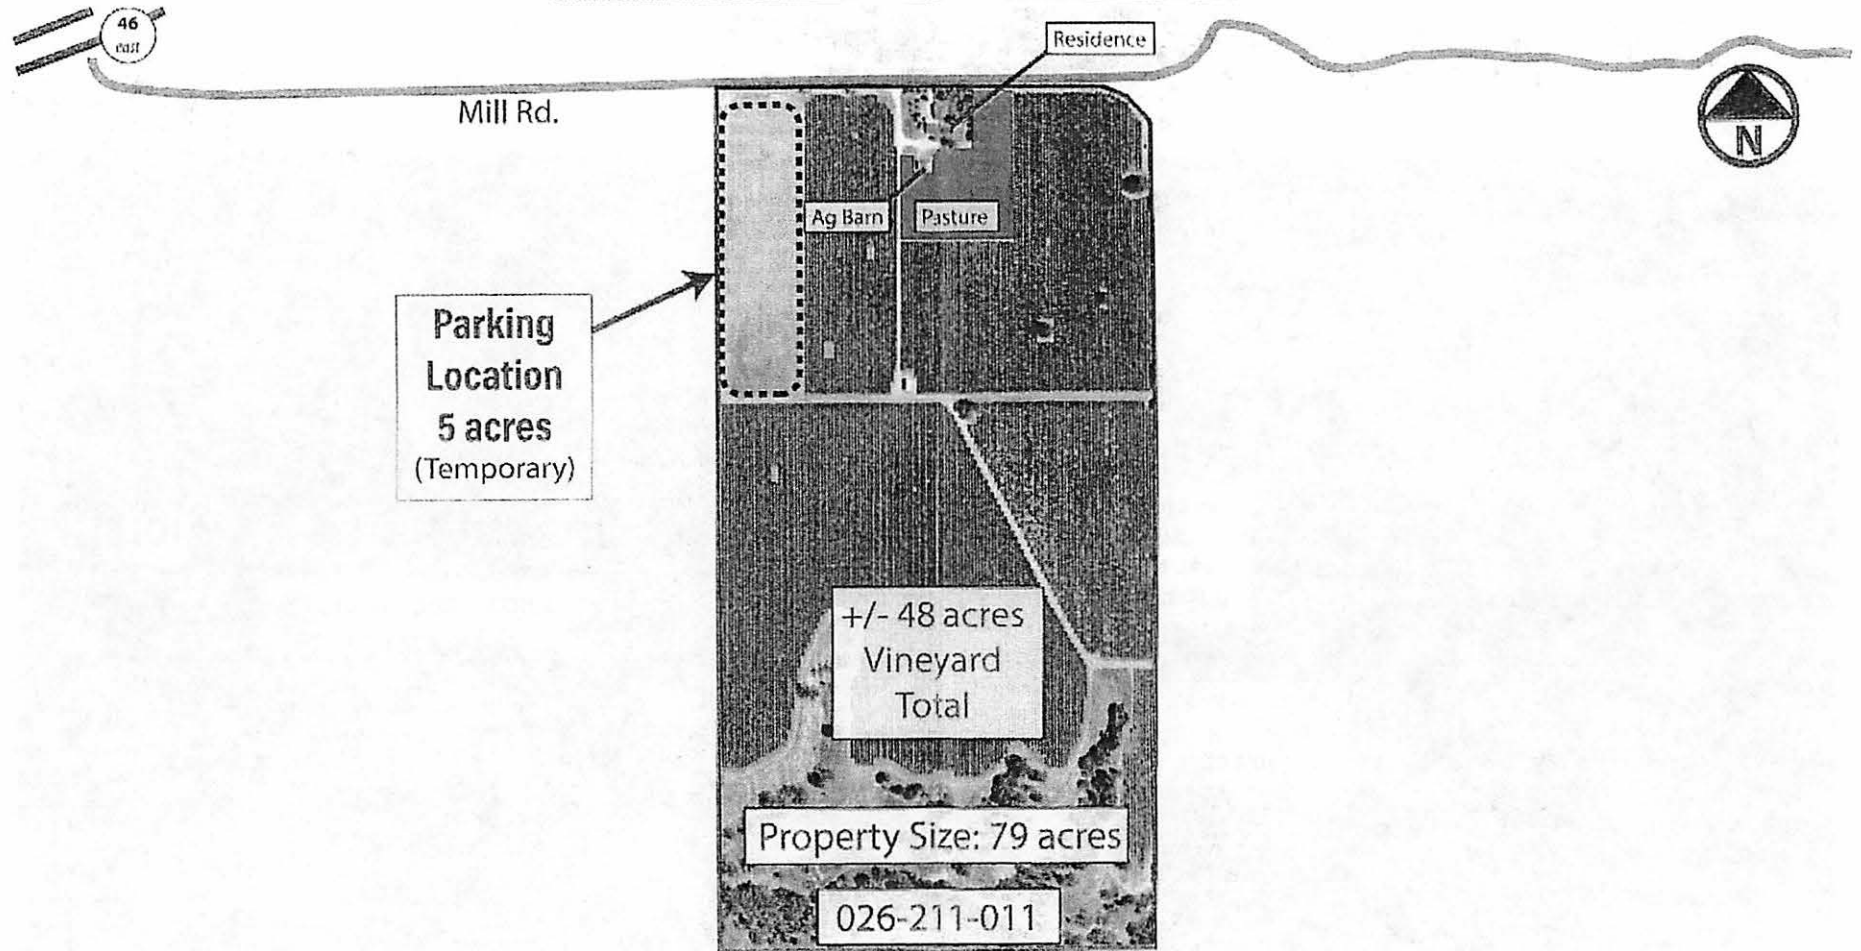 46
east
Residence
Mill Rd.
N
Ag Barn
Pasture
Parking
Location
5 acres
(Temporary)
+/- 48 acres
Vineyard
Total
Property Size: 79 acres
026-211-011